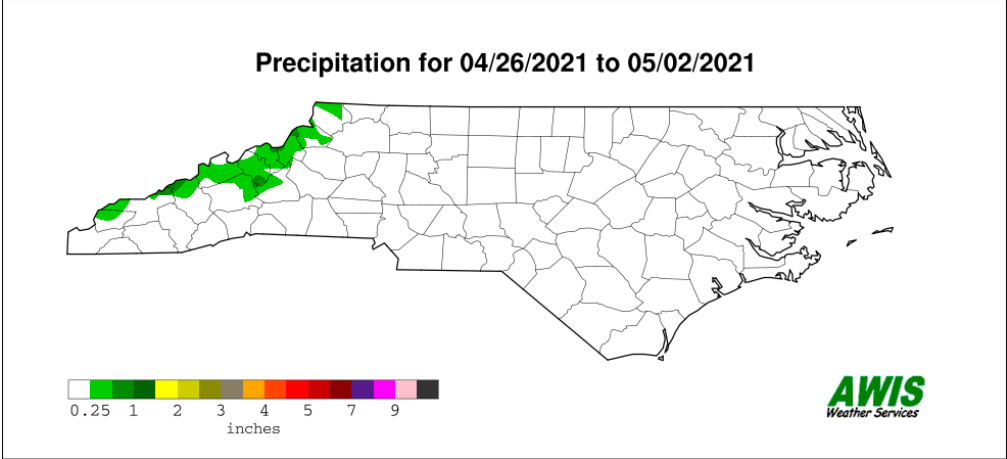 Precipitation for 04/26/2021 to 05/02/2021
0.25 1 2 3 4 5 7 9
inches
AWIS
Weather Services